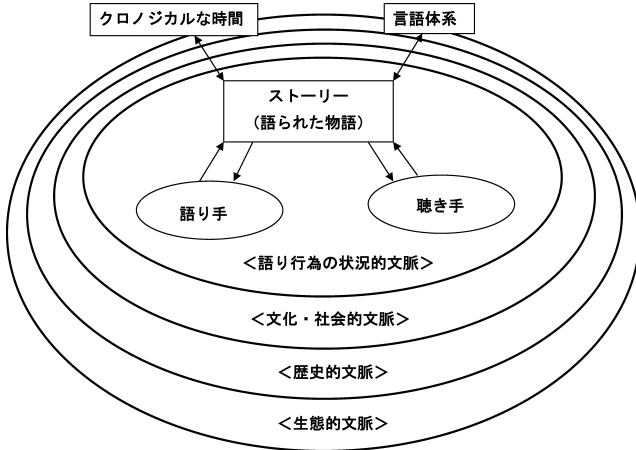 クロノジカルな時間
言語体系
ストーリー
（語られた物語）
語り手
聴き手
＜語り行為の状況的文脈＞
＜文化・社会的文脈＞
＜歴史的文脈＞
＜生態的文脈＞